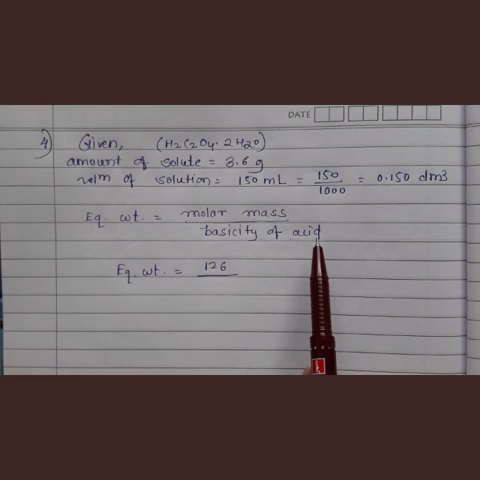 DATE
4) Given, (H2C2O4. 2H2O)
amount of solute = 3.6 g
volm of solution = 150 mL = 150/1000 = 0.150 dm3
Eq. wt. = molar mass / basicity of acid
Eq. wt. = 126